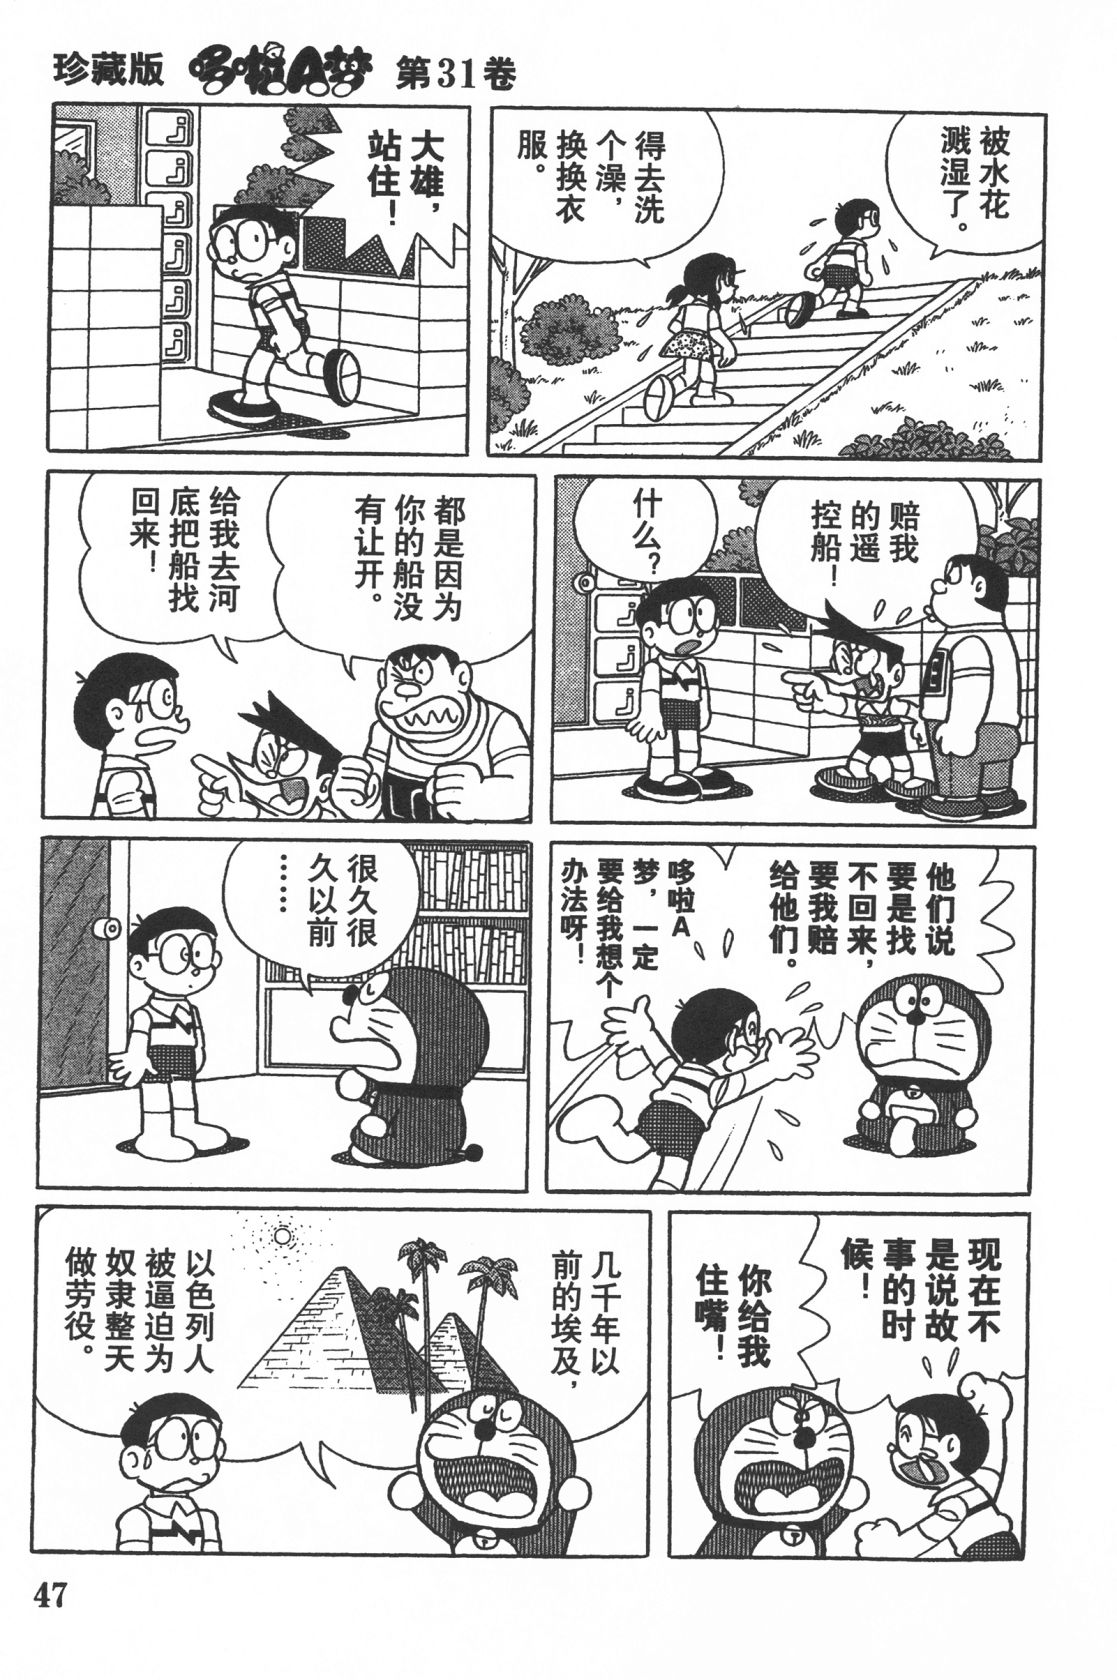 珍藏版 哆啦A梦 第31卷
被水花
溅湿了。
得去洗
个澡，
换换衣
服。
大雄，
站住！
赔我
的遥
控船！
什么？
都是因为
你的船没
有让开。
给我去河
底把船找
回来！
他们说
要是找
不回来，
要我赔
给他们。
哆啦A
梦，一定
要给我想个
办法呀！
很久很
久以前
……
现在不
是说故
事的时
候！
你给我
住嘴！
几千年以
前的埃及，
以色列人
被逼迫为
奴隶整天
做劳役。
47